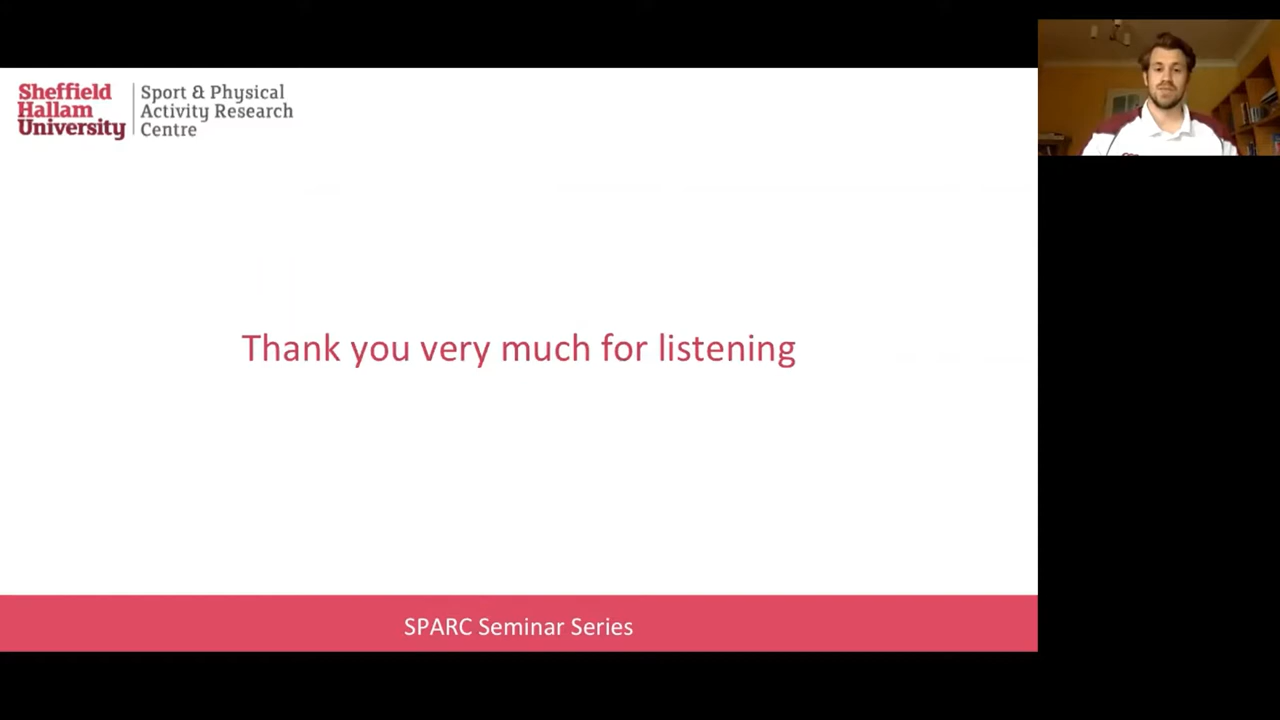 Sheffield
Hallam
University
Sport & Physical
Activity Research
Centre
Thank you very much for listening
SPARC Seminar Series